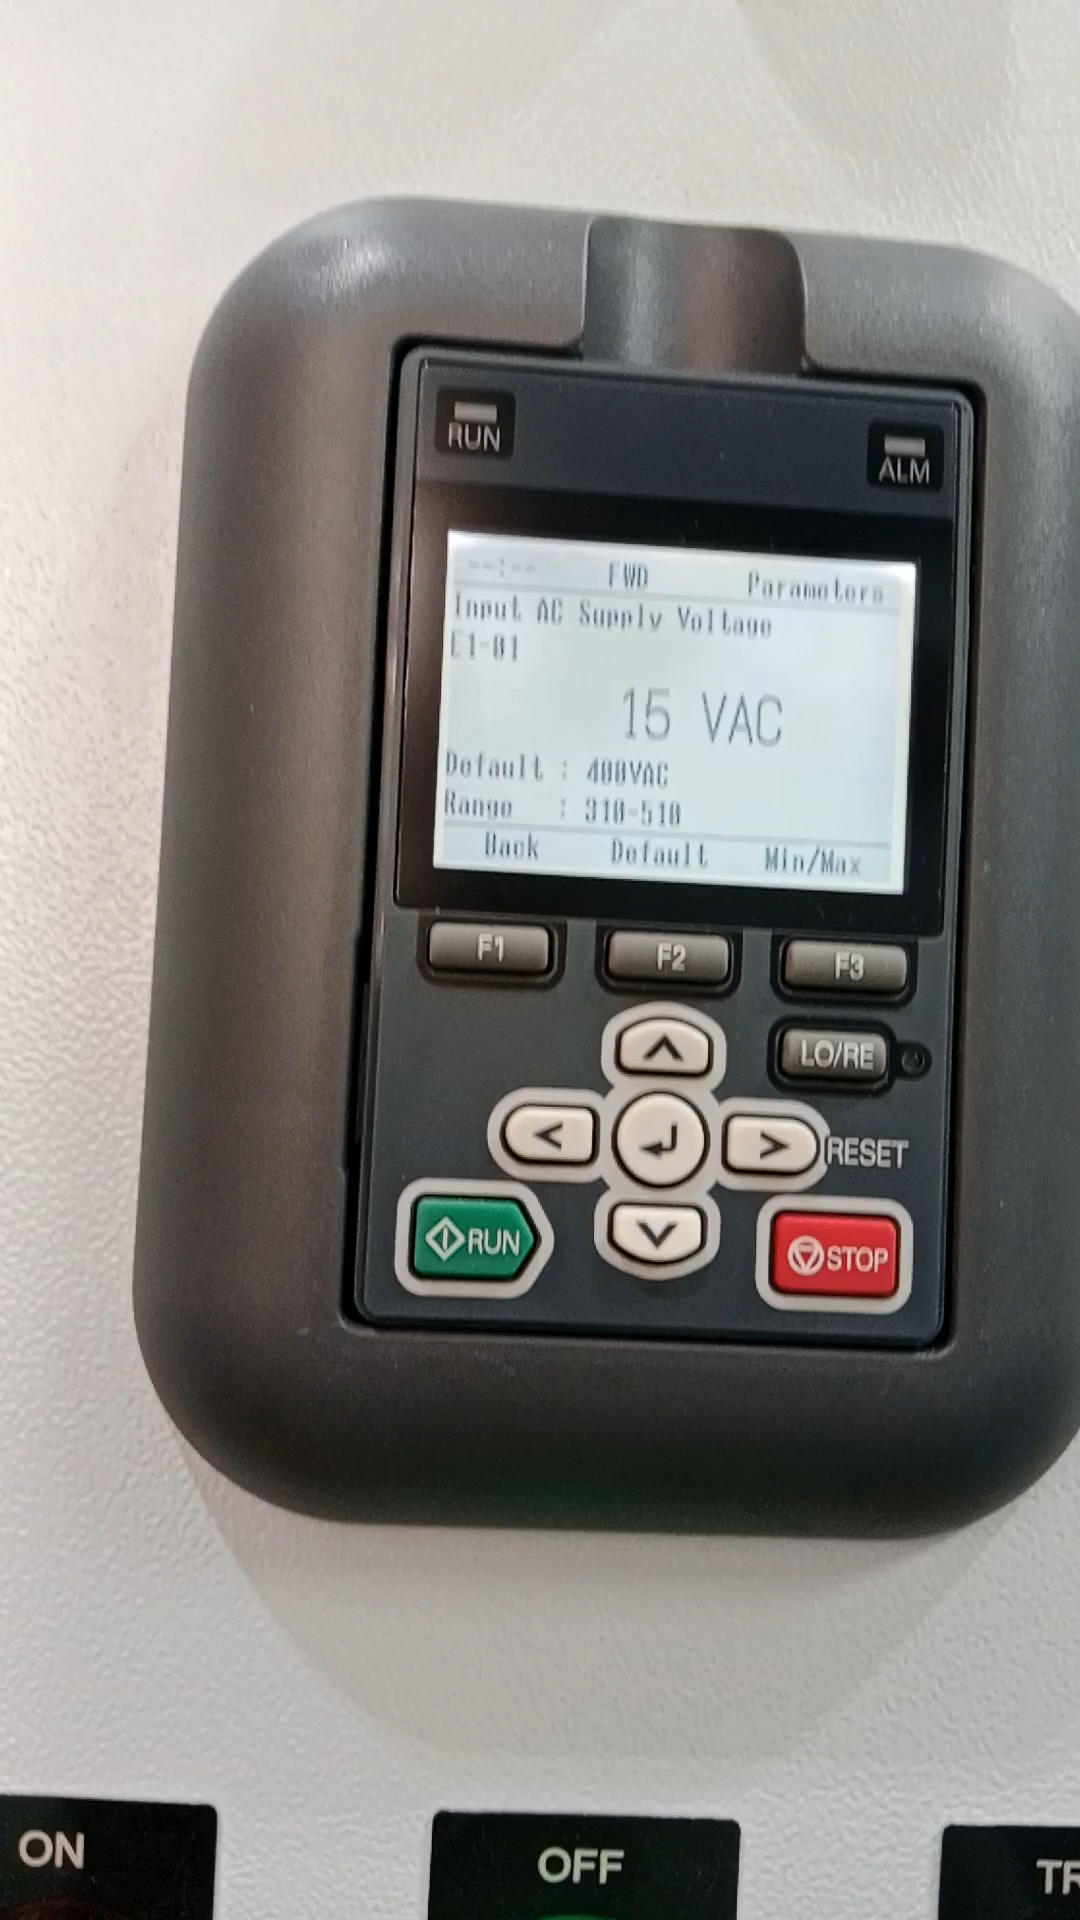 RUN
ALM
--:-- FWD Parameters
Input AC Supply Voltage
E1-01
15 VAC
Default : 400VAC
Range : 310-510
Back Default Min/Max
F1 F2 F3
LO/RE
RESET
RUN
STOP
ON OFF TR